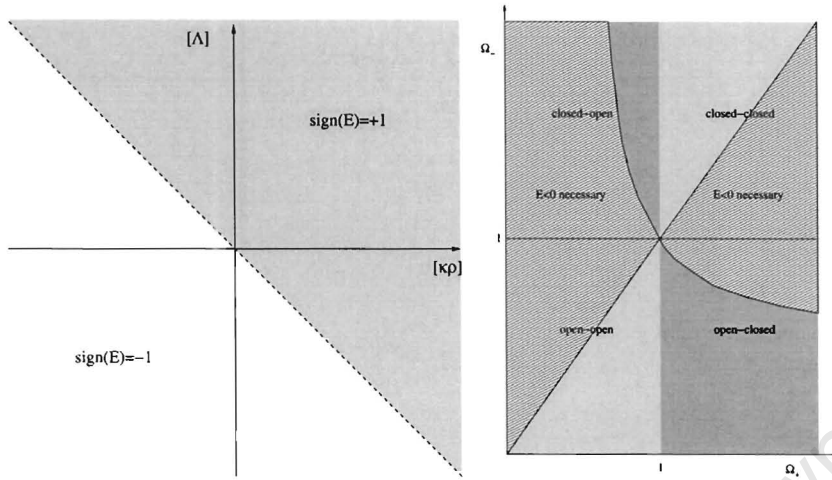 [Λ]
sign(E)=+1
[κρ]
sign(E)=−1
Ω₋
closed−open
closed−closed
E<0 necessary
E<0 necessary
1
open−open
open−closed
1
Ω₊